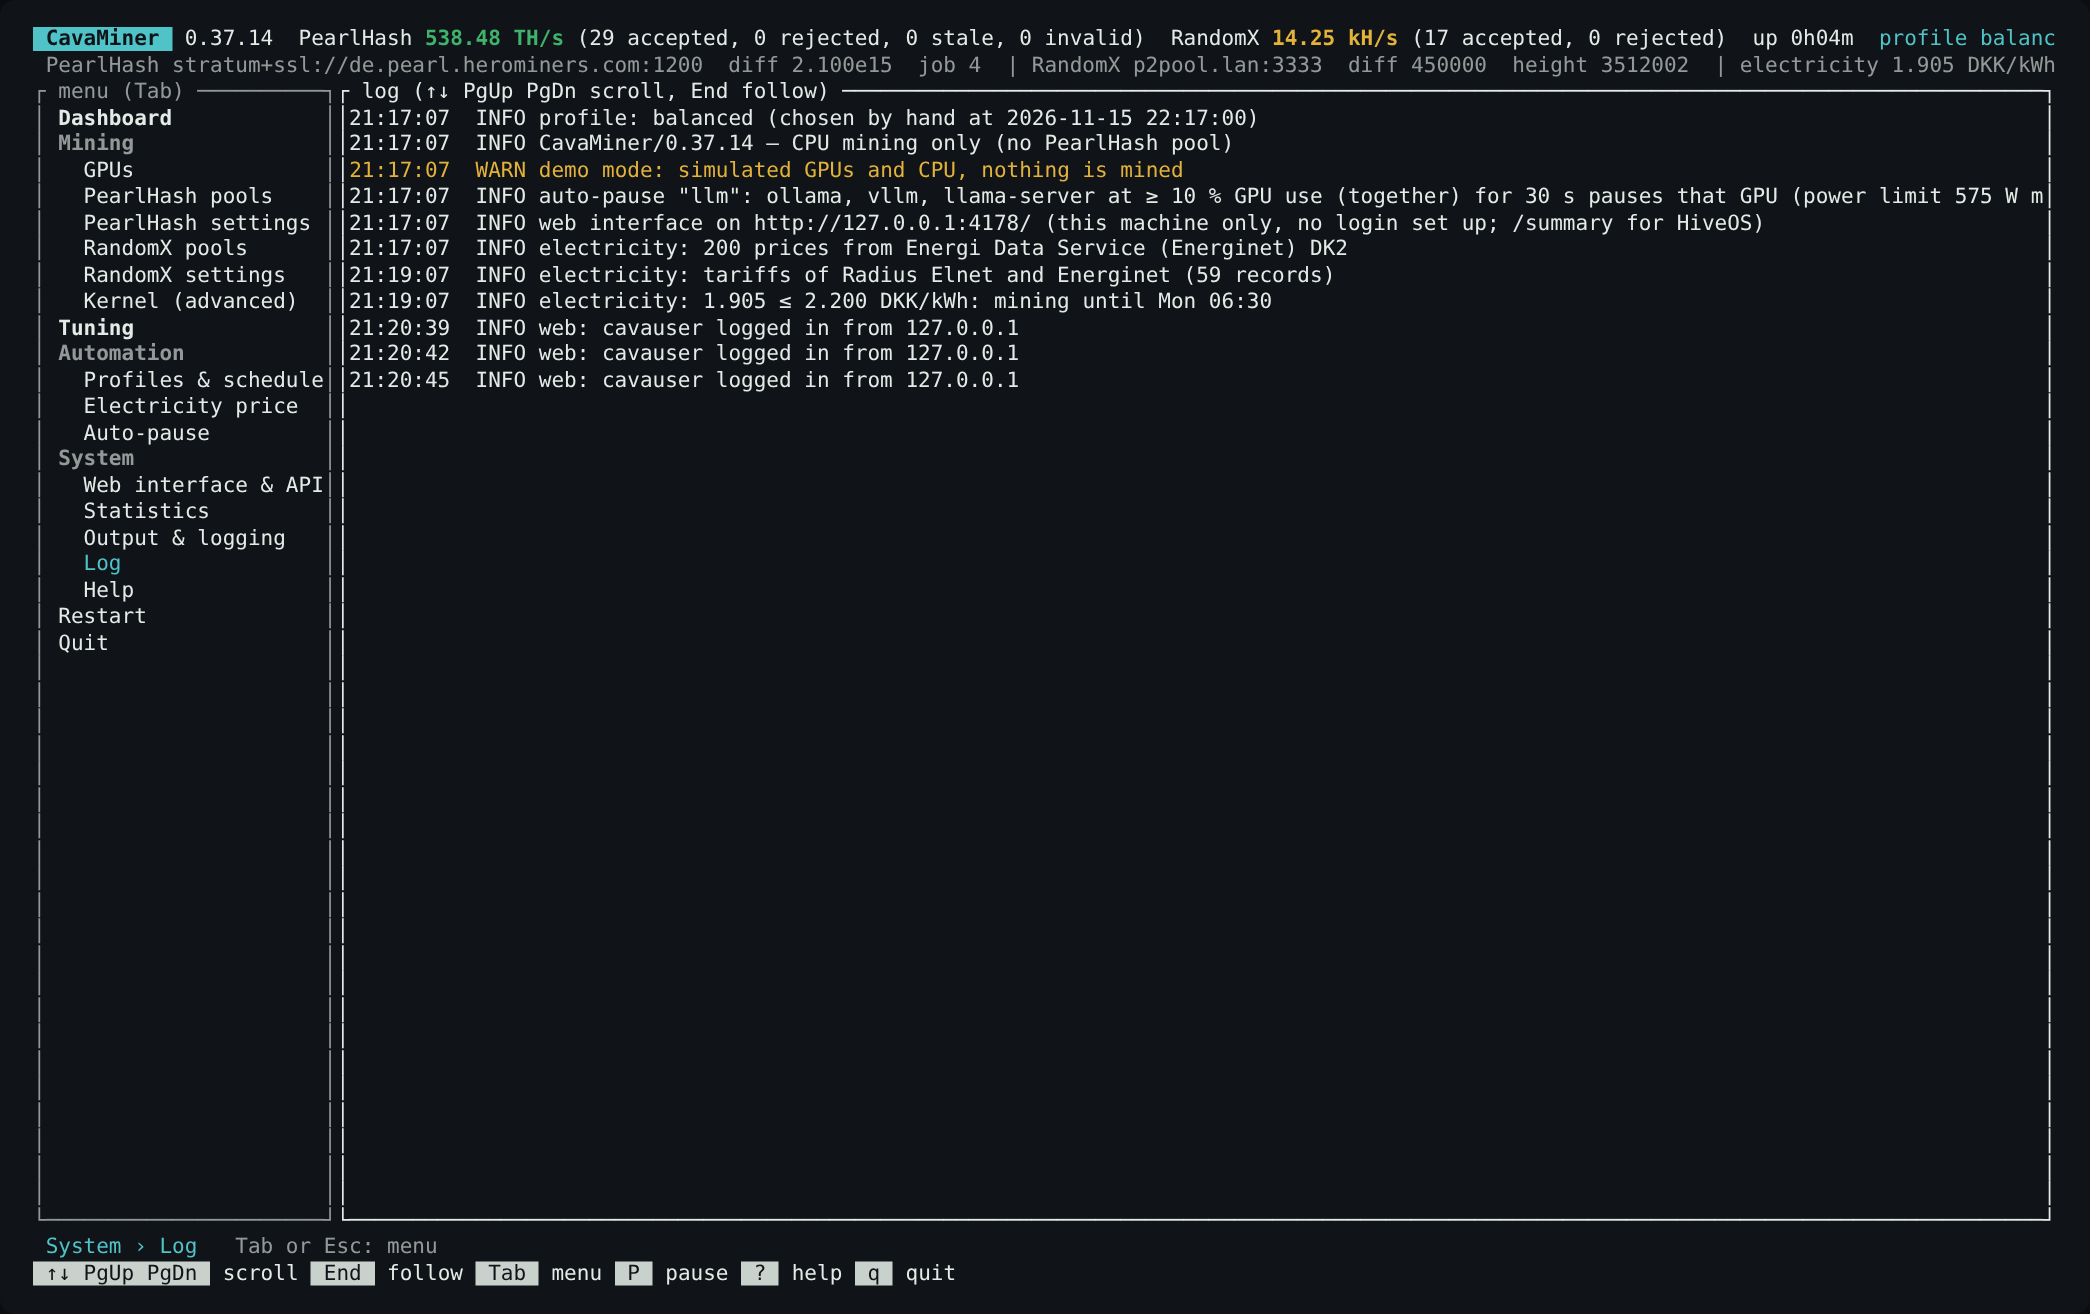 CavaMiner 0.37.14 PearlHash 538.48 TH/s (29 accepted, 0 rejected, 0 stale, 0 invalid) RandomX 14.25 kH/s (17 accepted, 0 rejected) up 0h04m profile balanc
PearlHash stratum+ssl://de.pearl.herominers.com:1200 diff 2.100e15 job 4 | RandomX p2pool.lan:3333 diff 450000 height 3512002 | electricity 1.905 DKK/kWh
menu (Tab)
Dashboard
Mining
GPUs
PearlHash pools
PearlHash settings
RandomX pools
RandomX settings
Kernel (advanced)
Tuning
Automation
Profiles & schedule
Electricity price
Auto-pause
System
Web interface & API
Statistics
Output & logging
Log
Help
Restart
Quit
log (↑↓ PgUp PgDn scroll, End follow)
21:17:07 INFO profile: balanced (chosen by hand at 2026-11-15 22:17:00)
21:17:07 INFO CavaMiner/0.37.14 — CPU mining only (no PearlHash pool)
21:17:07 WARN demo mode: simulated GPUs and CPU, nothing is mined
21:17:07 INFO auto-pause "llm": ollama, vllm, llama-server at ≥ 10 % GPU use (together) for 30 s pauses that GPU (power limit 575 W m
21:17:07 INFO web interface on http://127.0.0.1:4178/ (this machine only, no login set up; /summary for HiveOS)
21:17:07 INFO electricity: 200 prices from Energi Data Service (Energinet) DK2
21:19:07 INFO electricity: tariffs of Radius Elnet and Energinet (59 records)
21:19:07 INFO electricity: 1.905 ≤ 2.200 DKK/kWh: mining until Mon 06:30
21:20:39 INFO web: cavauser logged in from 127.0.0.1
21:20:42 INFO web: cavauser logged in from 127.0.0.1
21:20:45 INFO web: cavauser logged in from 127.0.0.1
System › Log Tab or Esc: menu
↑↓ PgUp PgDn scroll End follow Tab menu P pause ? help q quit